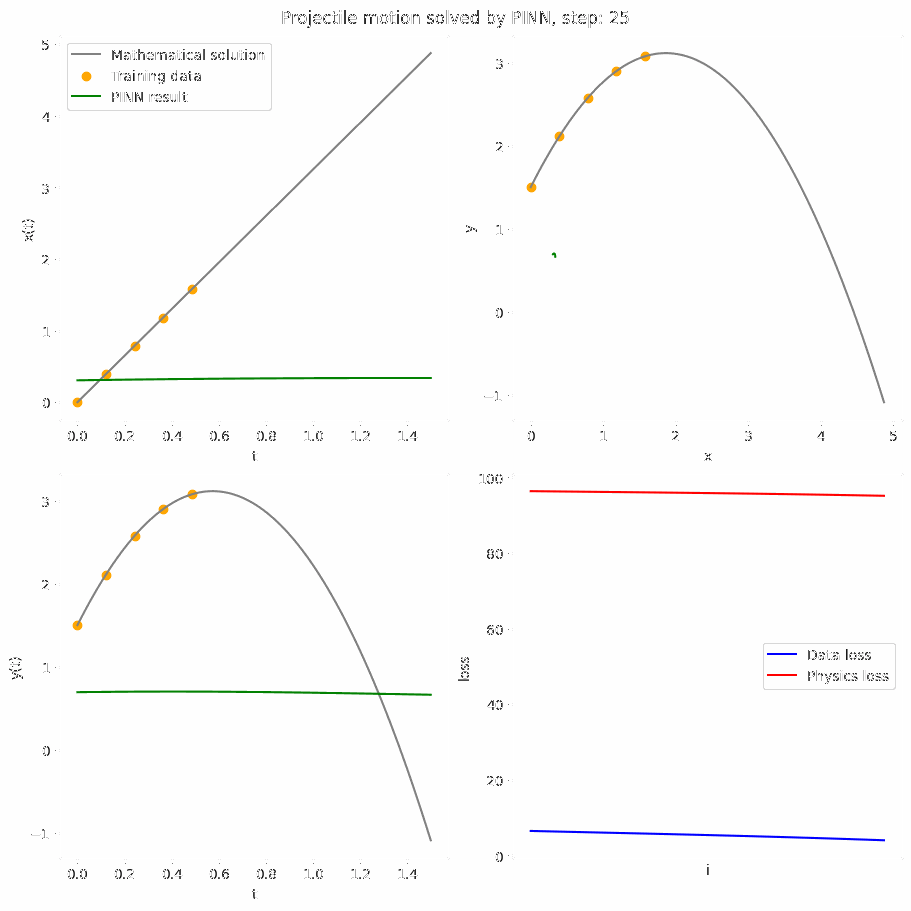 Projectile motion solved by PINN, step: 25
Mathematical solution
Training data
PINN result
5
4
3
2
1
0
x(t)
0.0 0.2 0.4 0.6 0.8 1.0 1.2 1.4
t
3
2
1
0
−1
y
0 1 2 3 4 5
x
3
2
1
0
−1
y(t)
0.0 0.2 0.4 0.6 0.8 1.0 1.2 1.4
t
100
80
60
40
20
0
loss
Data loss
Physics loss
i